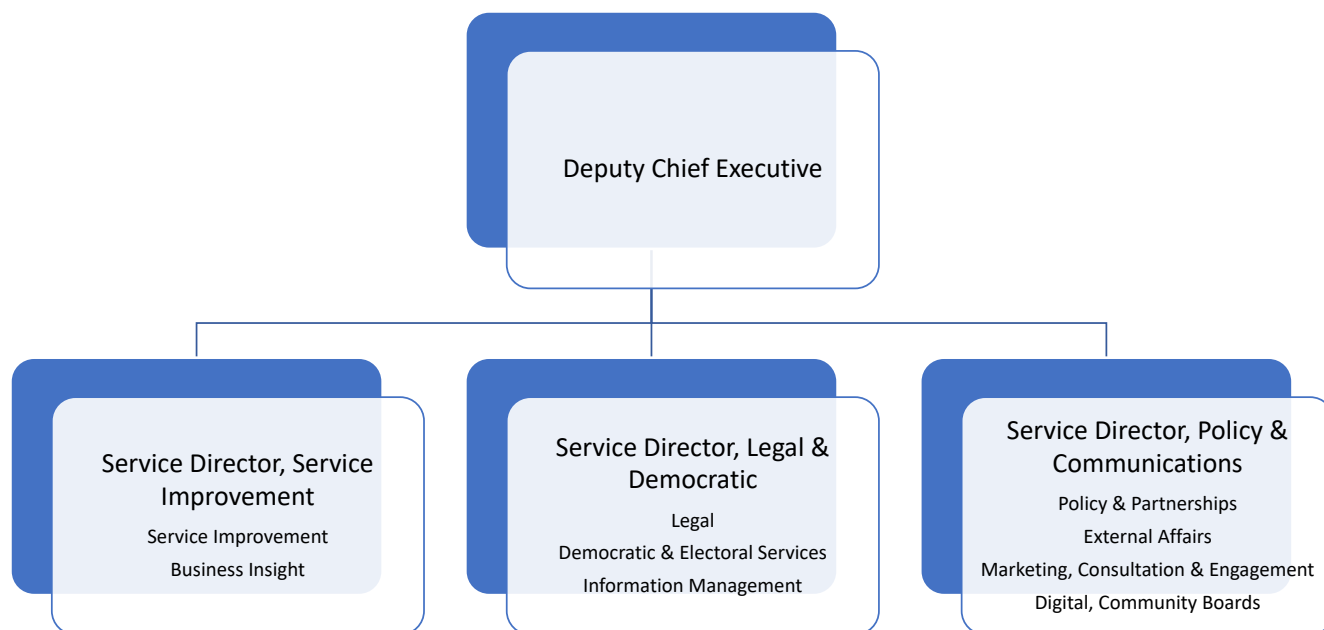 Deputy Chief Executive
Service Director, Service
Improvement
Service Improvement
Business Insight
Service Director, Legal &
Democratic
Legal
Democratic & Electoral Services
Information Management
Service Director, Policy &
Communications
Policy & Partnerships
External Affairs
Marketing, Consultation & Engagement
Digital, Community Boards